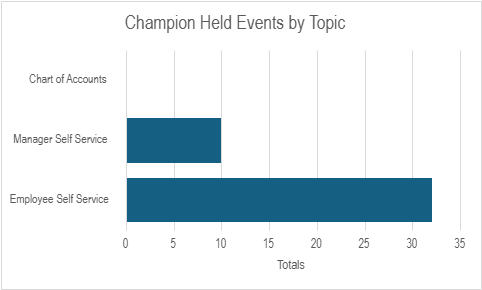 Champion Held Events by Topic
Chart of Accounts
Manager Self Service
Employee Self Service
0 5 10 15 20 25 30 35
Totals